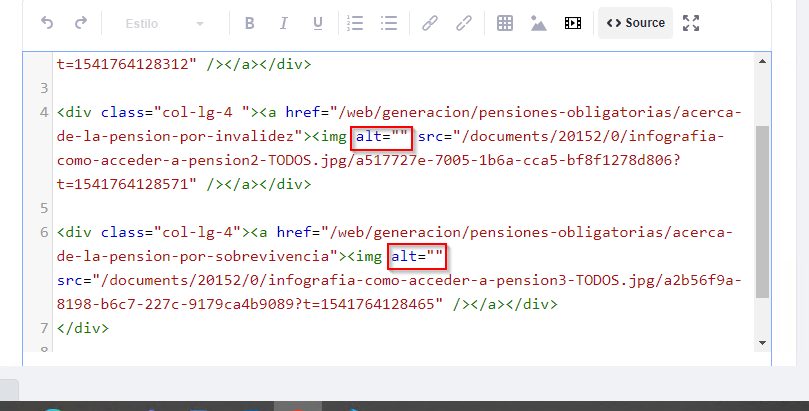 Estilo B I U Source
t=1541764128312" /></a></div>
3
4 <div class="col-lg-4 "><a href="/web/generacion/pensiones-obligatorias/acerca-
de-la-pension-por-invalidez"><img alt="" src="/documents/20152/0/infografia-
como-acceder-a-pension2-TODOS.jpg/a517727e-7005-1b6a-cca5-bf8f1278d806?
t=1541764128571" /></a></div>
5
6 <div class="col-lg-4"><a href="/web/generacion/pensiones-obligatorias/acerca-
de-la-pension-por-sobrevivencia"><img alt=""
src="/documents/20152/0/infografia-como-acceder-a-pension3-TODOS.jpg/a2b56f9a-
8198-b6c7-227c-9179ca4b9089?t=1541764128465" /></a></div>
7 </div>